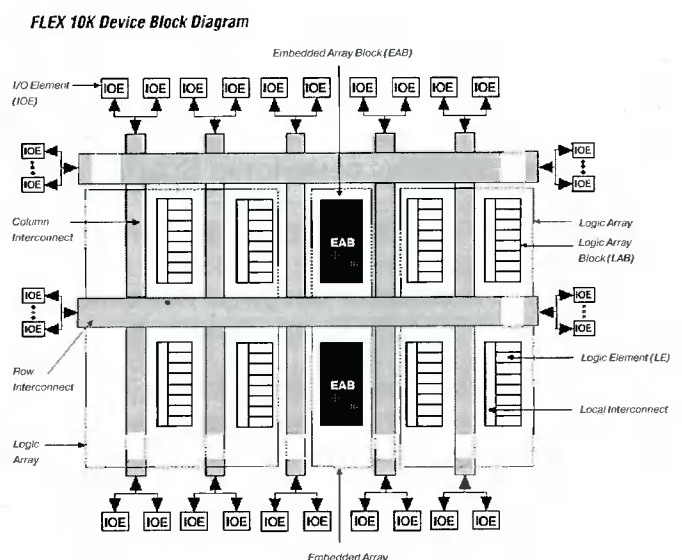 FLEX 10K Device Block Diagram
Embedded Array Block (EAB)
I/O Element
(IOE)
IOE IOE IOE IOE IOE IOE IOE IOE IOE IOE
IOE IOE
IOE IOE
Column
Interconnect
EAB
Logic Array
Logic Array
Block (LAB)
IOE IOE
IOE IOE
Row
Interconnect
EAB
Logic Element (LE)
Local Interconnect
Logic
Array
IOE IOE IOE IOE IOE IOE IOE IOE IOE IOE
Embedded Array